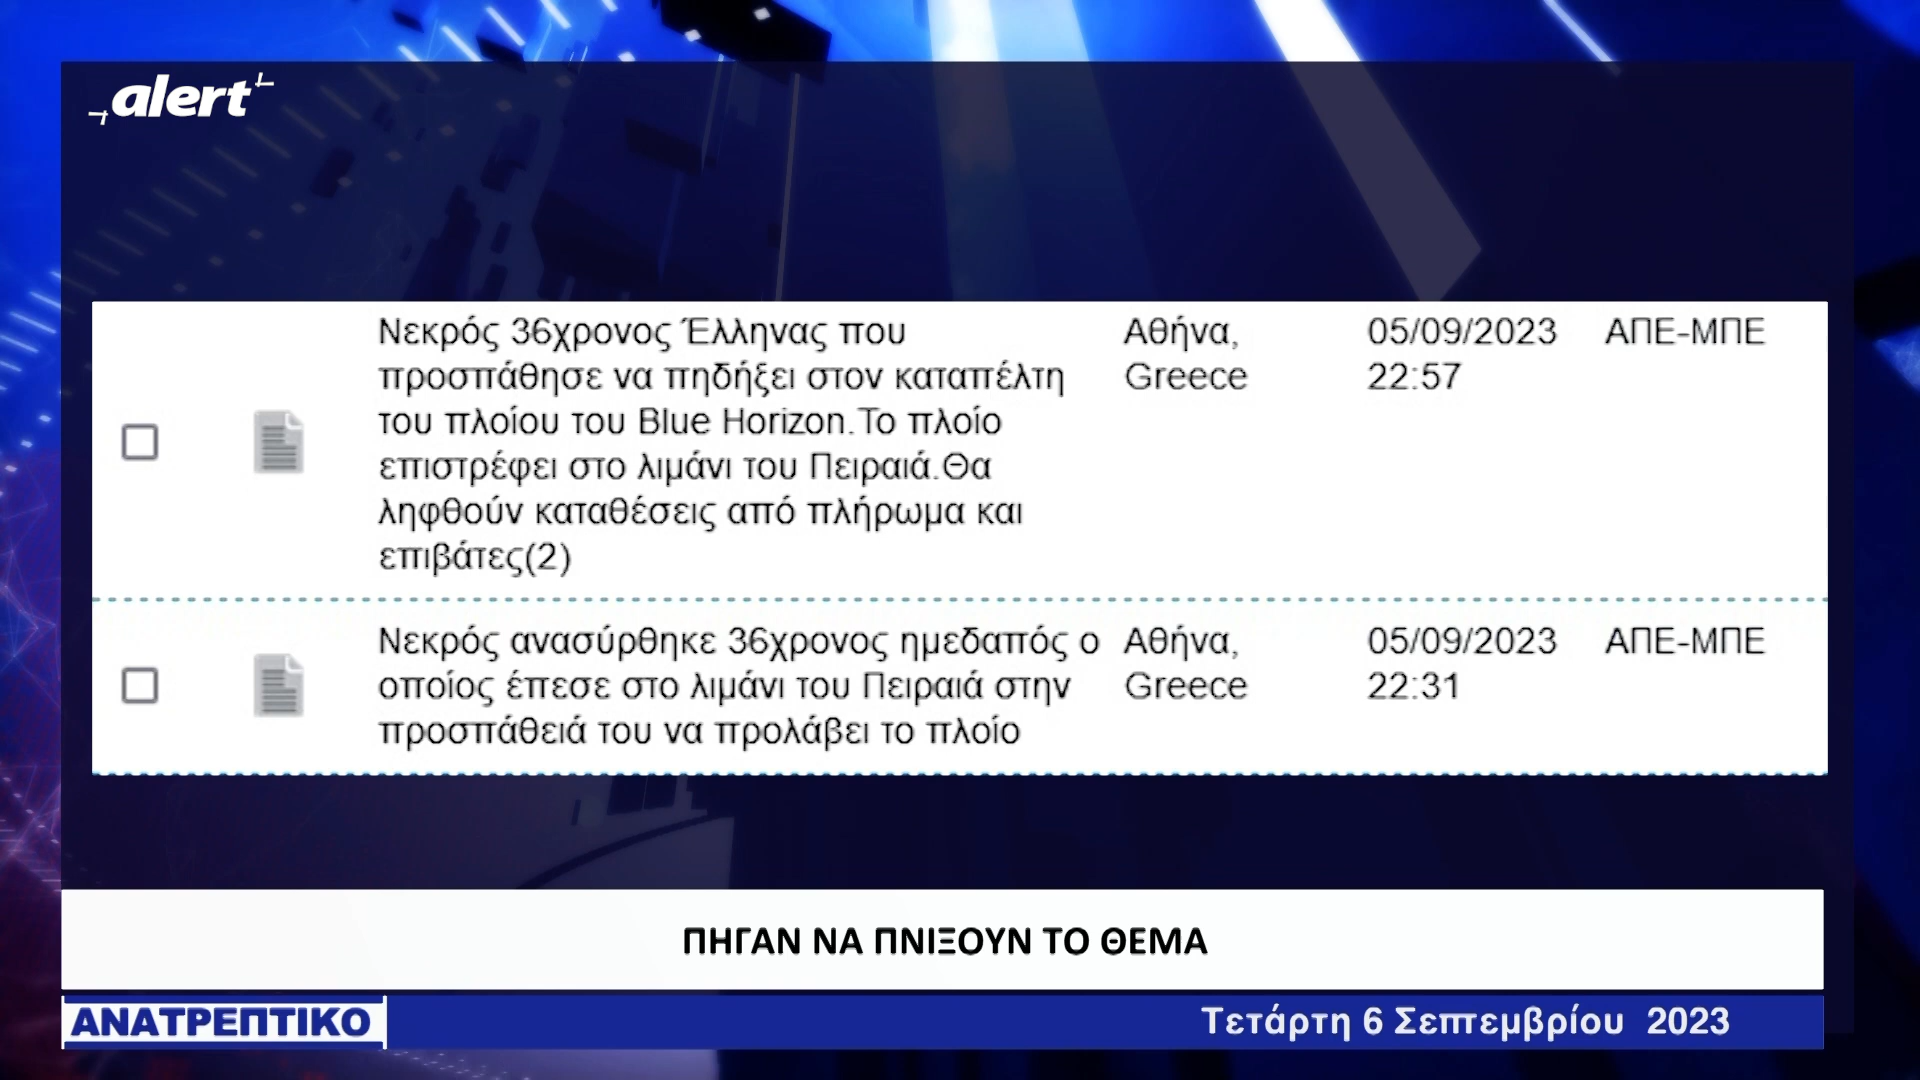 alert
Νεκρός 36χρονος Έλληνας που
προσπάθησε να πηδήξει στον καταπέλτη
του πλοίου του Blue Horizon.Το πλοίο
επιστρέφει στο λιμάνι του Πειραιά.Θα
ληφθούν καταθέσεις από πλήρωμα και
επιβάτες(2)
Αθήνα,
Greece
05/09/2023
22:57
ΑΠΕ-ΜΠΕ
Νεκρός ανασύρθηκε 36χρονος ημεδαπός ο
οποίος έπεσε στο λιμάνι του Πειραιά στην
προσπάθειά του να προλάβει το πλοίο
Αθήνα,
Greece
05/09/2023
22:31
ΑΠΕ-ΜΠΕ
ΠΗΓΑΝ ΝΑ ΠΝΙΞΟΥΝ ΤΟ ΘΕΜΑ
ΑΝΑΤΡΕΠΤΙΚΟ
Τετάρτη 6 Σεπτεμβρίου 2023